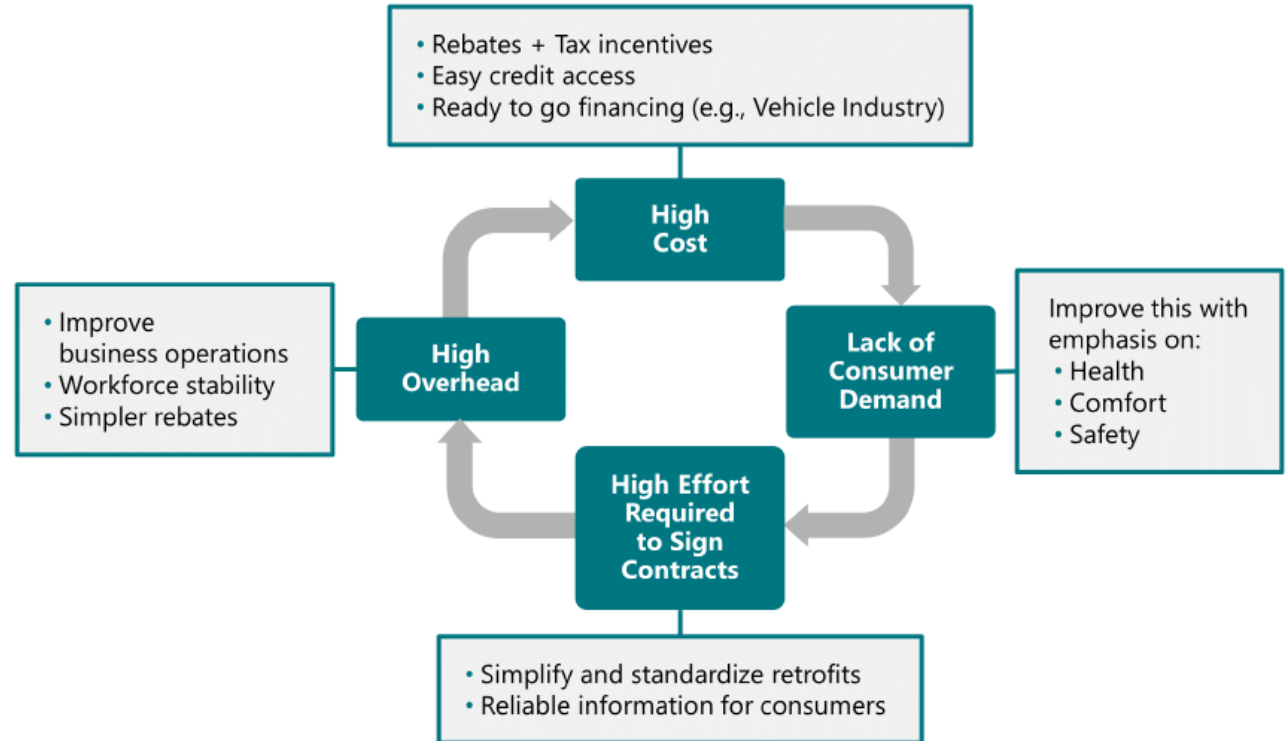 • Rebates + Tax incentives
• Easy credit access
• Ready to go financing (e.g., Vehicle Industry)
High
Cost
• Improve
business operations
• Workforce stability
• Simpler rebates
High
Overhead
Lack of
Consumer
Demand
Improve this with
emphasis on:
• Health
• Comfort
• Safety
High Effort
Required
to Sign
Contracts
• Simplify and standardize retrofits
• Reliable information for consumers